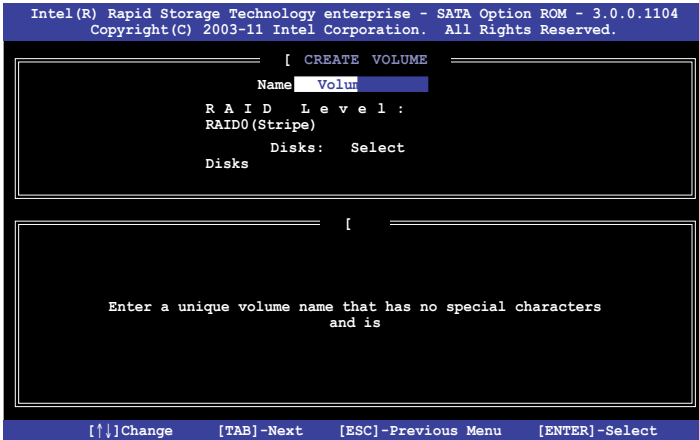 Intel(R) Rapid Storage Technology enterprise - SATA Option ROM - 3.0.0.1104
Copyright(C) 2003-11 Intel Corporation. All Rights Reserved.
[ CREATE VOLUME
Name Volum
R A I D L e v e l :
RAID0(Stripe)
Disks: Select
Disks
[
Enter a unique volume name that has no special characters
and is
[↑↓]Change [TAB]-Next [ESC]-Previous Menu [ENTER]-Select